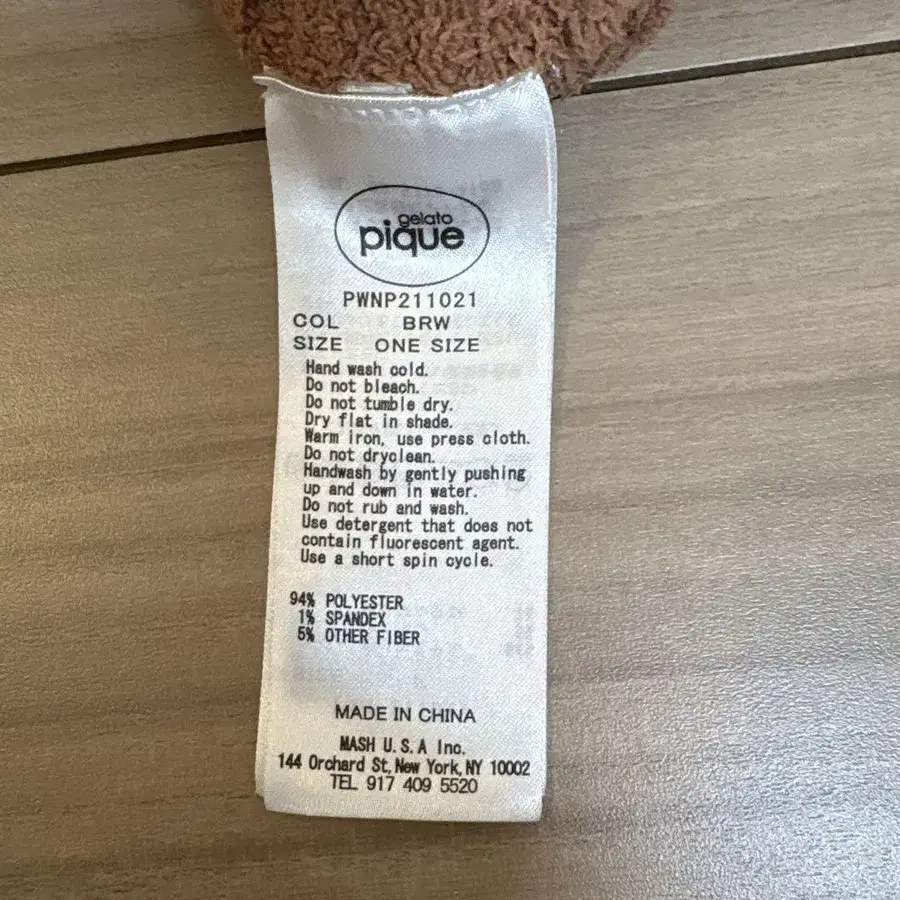 gelato
pique
PWNP211021
COL BRW
SIZE ONE SIZE
Hand wash cold.
Do not bleach.
Do not tumble dry.
Dry flat in shade.
Warm iron, use press cloth.
Do not dryclean.
Handwash by gently pushing
up and down in water.
Do not rub and wash.
Use detergent that does not
contain fluorescent agent.
Use a short spin cycle.
94% POLYESTER
1% SPANDEX
5% OTHER FIBER
MADE IN CHINA
MASH U.S.A Inc.
144 Orchard St, New York, NY 10002
TEL 917 409 5520